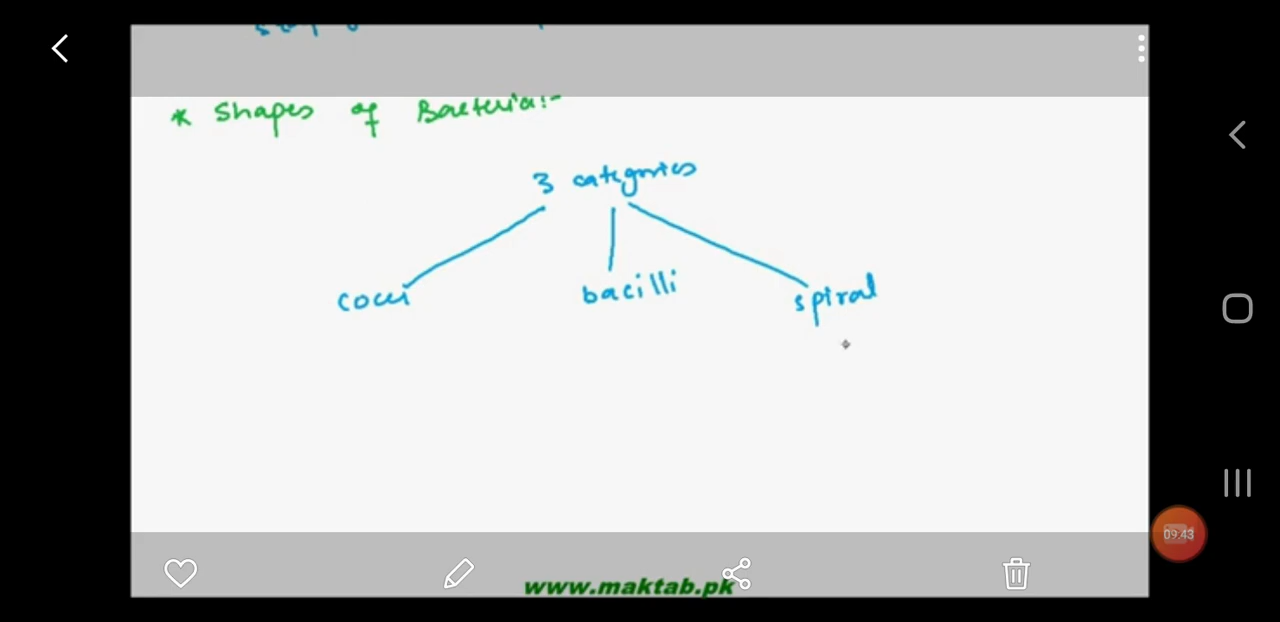 * Shapes of Bacteria:-
3 categories
cocci bacilli spiral
09:43
www.maktab.pk